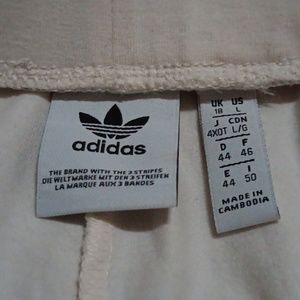 adidas
THE BRAND WITH THE 3 STRIPES
DIE WELTMARKE MIT DEN 3 STREIFEN
LA MARQUE AUX 3 BANDES
UK US
18 L
J CDN
4XOT L/G
D F
44 46
E I
44 50
MADE IN
CAMBODIA